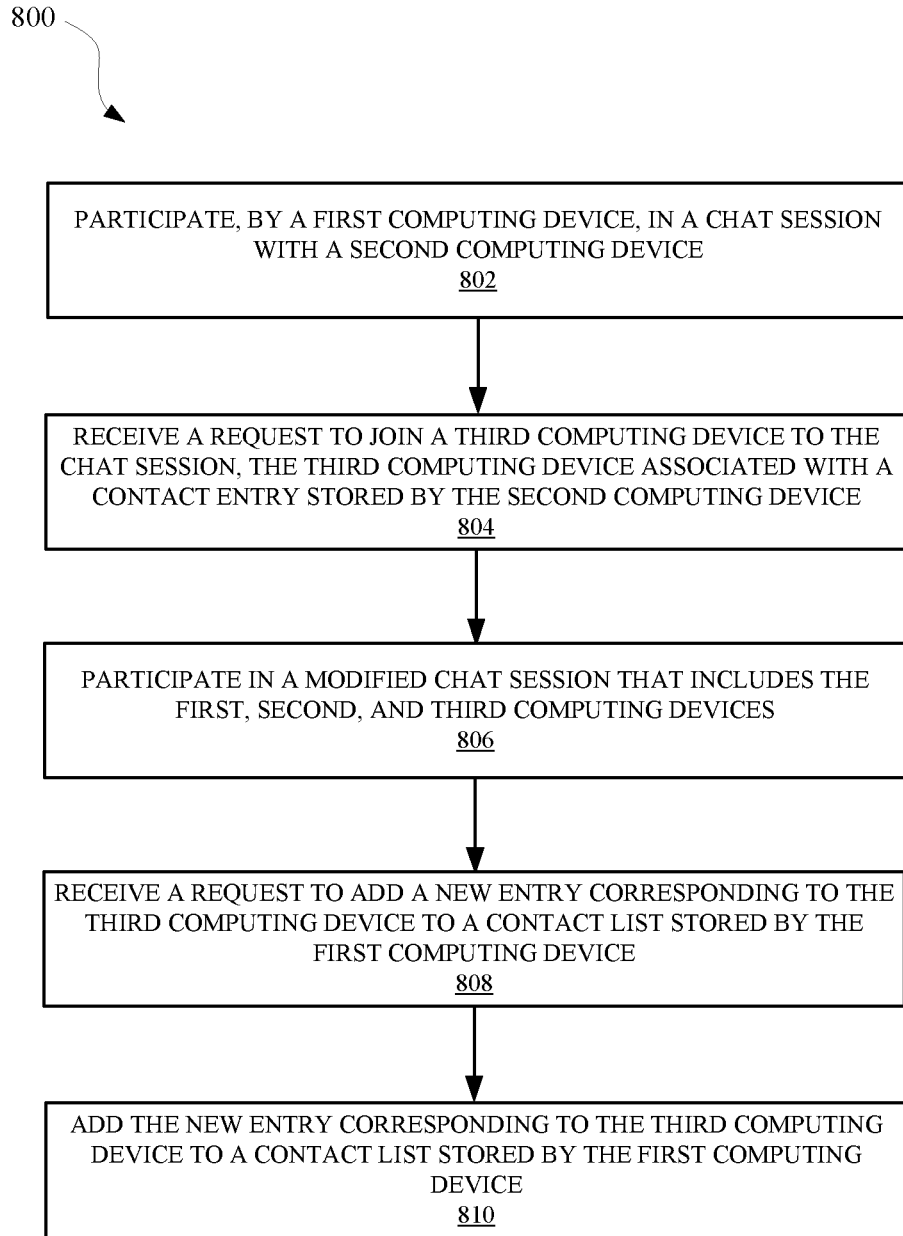 800
PARTICIPATE, BY A FIRST COMPUTING DEVICE, IN A CHAT SESSION
WITH A SECOND COMPUTING DEVICE
802
RECEIVE A REQUEST TO JOIN A THIRD COMPUTING DEVICE TO THE
CHAT SESSION, THE THIRD COMPUTING DEVICE ASSOCIATED WITH A
CONTACT ENTRY STORED BY THE SECOND COMPUTING DEVICE
804
PARTICIPATE IN A MODIFIED CHAT SESSION THAT INCLUDES THE
FIRST, SECOND, AND THIRD COMPUTING DEVICES
806
RECEIVE A REQUEST TO ADD A NEW ENTRY CORRESPONDING TO THE
THIRD COMPUTING DEVICE TO A CONTACT LIST STORED BY THE
FIRST COMPUTING DEVICE
808
ADD THE NEW ENTRY CORRESPONDING TO THE THIRD COMPUTING
DEVICE TO A CONTACT LIST STORED BY THE FIRST COMPUTING
DEVICE
810